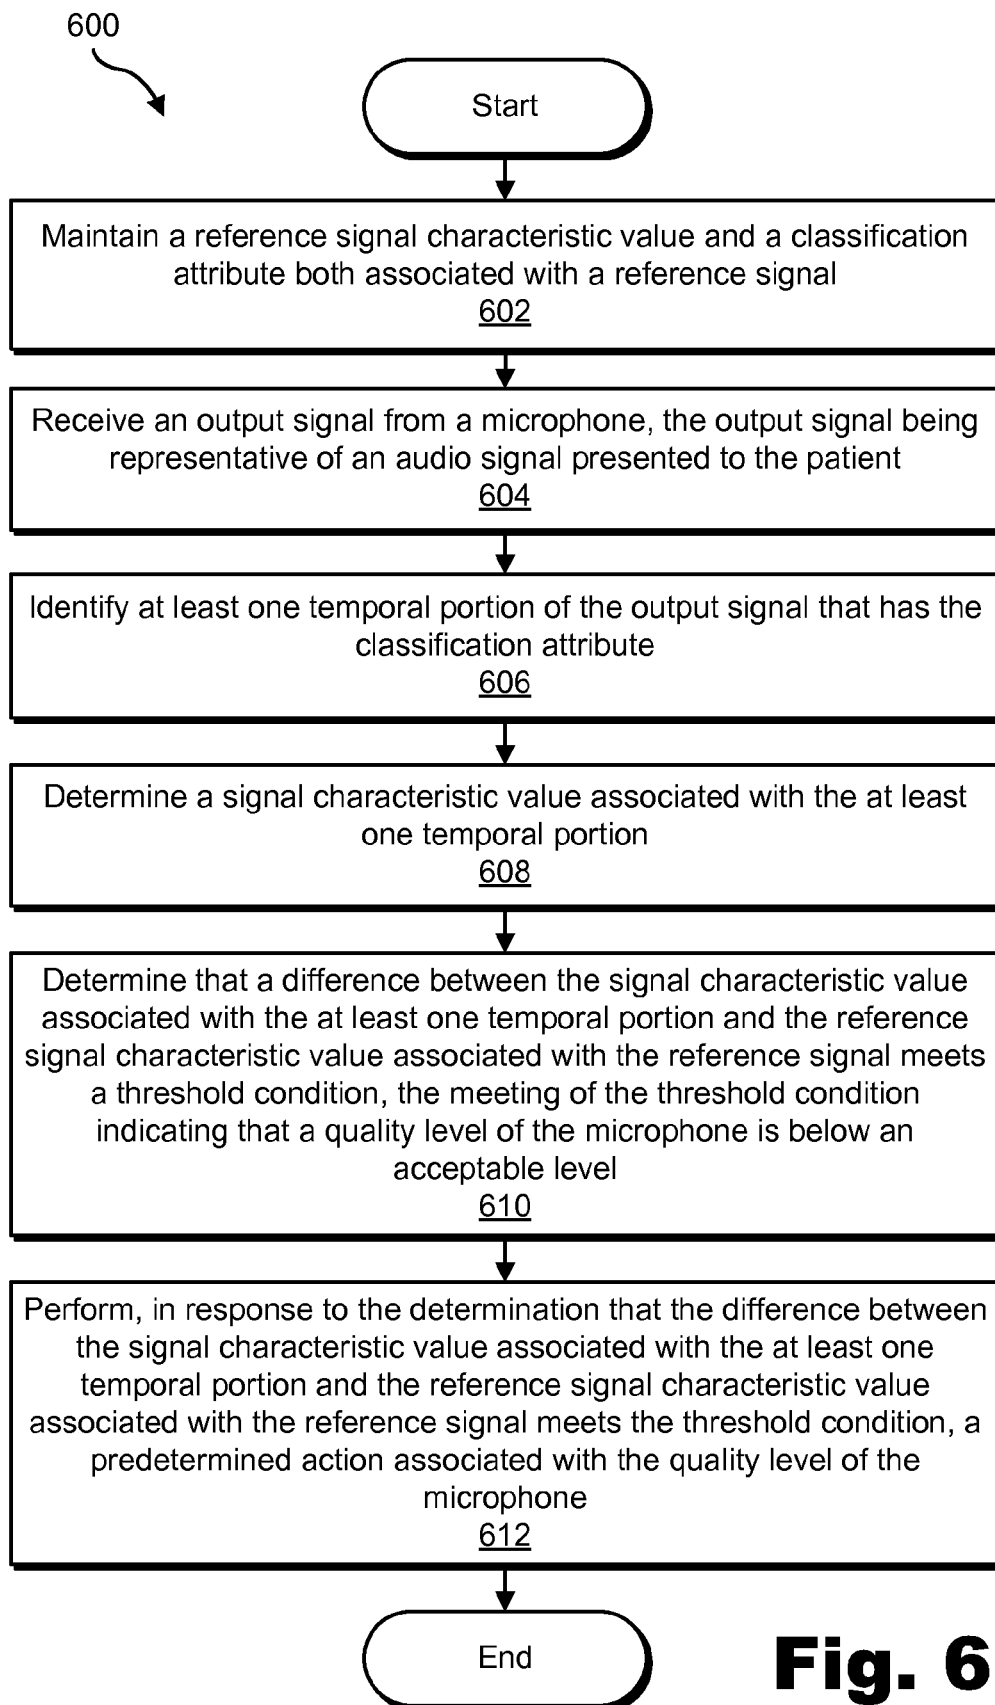 600
Start
Maintain a reference signal characteristic value and a classification
attribute both associated with a reference signal
602
Receive an output signal from a microphone, the output signal being
representative of an audio signal presented to the patient
604
Identify at least one temporal portion of the output signal that has the
classification attribute
606
Determine a signal characteristic value associated with the at least
one temporal portion
608
Determine that a difference between the signal characteristic value
associated with the at least one temporal portion and the reference
signal characteristic value associated with the reference signal meets
a threshold condition, the meeting of the threshold condition
indicating that a quality level of the microphone is below an
acceptable level
610
Perform, in response to the determination that the difference between
the signal characteristic value associated with the at least one
temporal portion and the reference signal characteristic value
associated with the reference signal meets the threshold condition, a
predetermined action associated with the quality level of the
microphone
612
End
Fig. 6